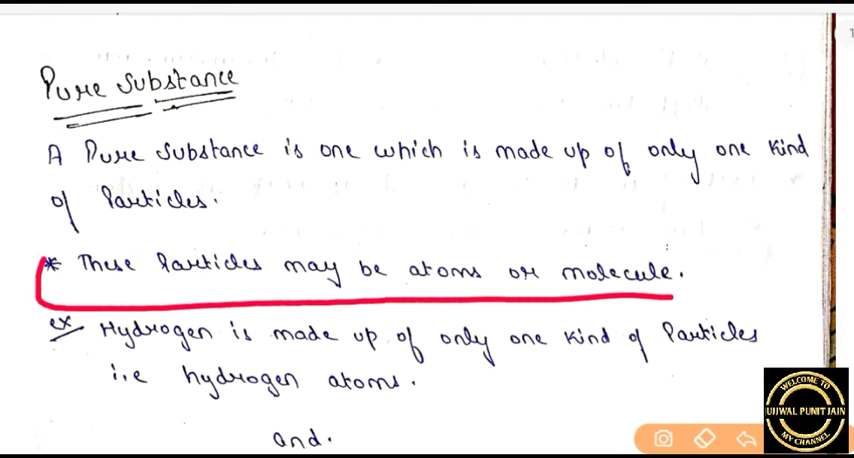 Pure Substance
A Pure Substance is one which is made up of only one kind
of Particles.
* These Particles may be atoms or molecule.
ex Hydrogen is made up of only one kind of Particles
i.e hydrogen atoms.
and.
1
WELCOME TO
UJJWAL PUNIT JAIN
MY CHANNEL